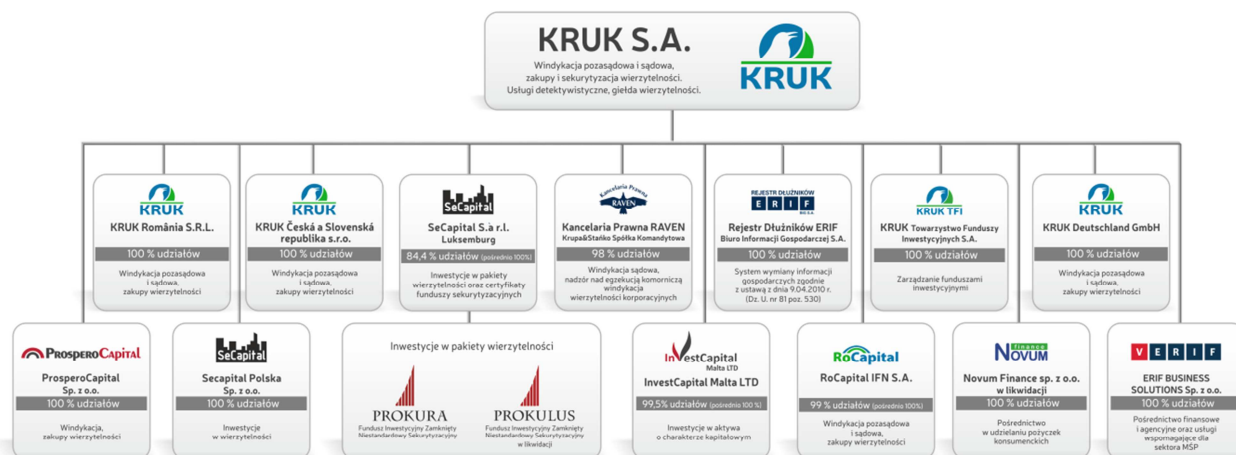 KRUK S.A.
Windykacja pozasądowa i sądowa,
zakupy i sekurytyzacja wierzytelności.
Usługi detektywistyczne, giełda wierzytelności.
KRUK
KRUK
KRUK România S.R.L.
100 % udziałów
Windykacja pozasądowa
i sądowa,
zakupy wierzytelności
KRUK
KRUK Česká a Slovenská
republika s.r.o.
100 % udziałów
Windykacja pozasądowa
i sądowa,
zakupy wierzytelności
SeCapital
SeCapital S.à r.l.
Luksemburg
84,4 % udziałów (pośrednio 100%)
Inwestycje w pakiety
wierzytelności oraz certyfikaty
funduszy sekurytyzacyjnych
Kancelaria Prawna
RAVEN
Kancelaria Prawna RAVEN
Krupa&Stańko Spółka Komandytowa
98 % udziałów
Windykacja sądowa,
nadzór nad egzekucją komorniczą
windykacja
wierzytelności korporacyjnych
REJESTR DŁUŻNIKÓW
ERIF
BIG S.A.
Rejestr Dłużników ERIF
Biuro Informacji Gospodarczej S.A.
100 % udziałów
System wymiany informacji
gospodarczych zgodnie
z ustawą z dnia 9.04.2010 r.
(Dz. U. nr 81 poz. 530)
KRUK TFI
KRUK Towarzystwo Funduszy
Inwestycyjnych S.A.
100 % udziałów
Zarządzanie funduszami
inwestycyjnymi
KRUK
KRUK Deutschland GmbH
100 % udziałów
Windykacja pozasądowa
i sądowa,
zakupy wierzytelności
PROSPEROCAPITAL
ProsperoCapital
Sp. z o.o.
100 % udziałów
Windykacja,
zakupy wierzytelności
SeCapital
Secapital Polska
Sp. z o.o.
100 % udziałów
Inwestycje
w wierzytelności
Inwestycje w pakiety wierzytelności
PROKURA
Fundusz Inwestycyjny Zamknięty
Niestandardowy Sekurytyzacyjny
PROKULUS
Fundusz Inwestycyjny Zamknięty
Niestandardowy Sekurytyzacyjny
w likwidacji
InvestCapital
Malta LTD
InvestCapital Malta LTD
99,5% udziałów (pośrednio 100 %)
Inwestycje w aktywa
o charakterze kapitałowym
RoCapital
RoCapital IFN S.A.
99 % udziałów (pośrednio 100%)
Windykacja pozasądowa
i sądowa,
zakupy wierzytelności
finance
NOVUM
Novum Finance sp. z o.o.
w likwidacji
100 % udziałów
Pośrednictwo
w udzielaniu pożyczek
konsumenckich
VERIF
ERIF BUSINESS
SOLUTIONS Sp. z o.o.
100 % udziałów
Pośrednictwo finansowe
i agencyjne oraz usługi
wspomagające dla
sektora MŚP